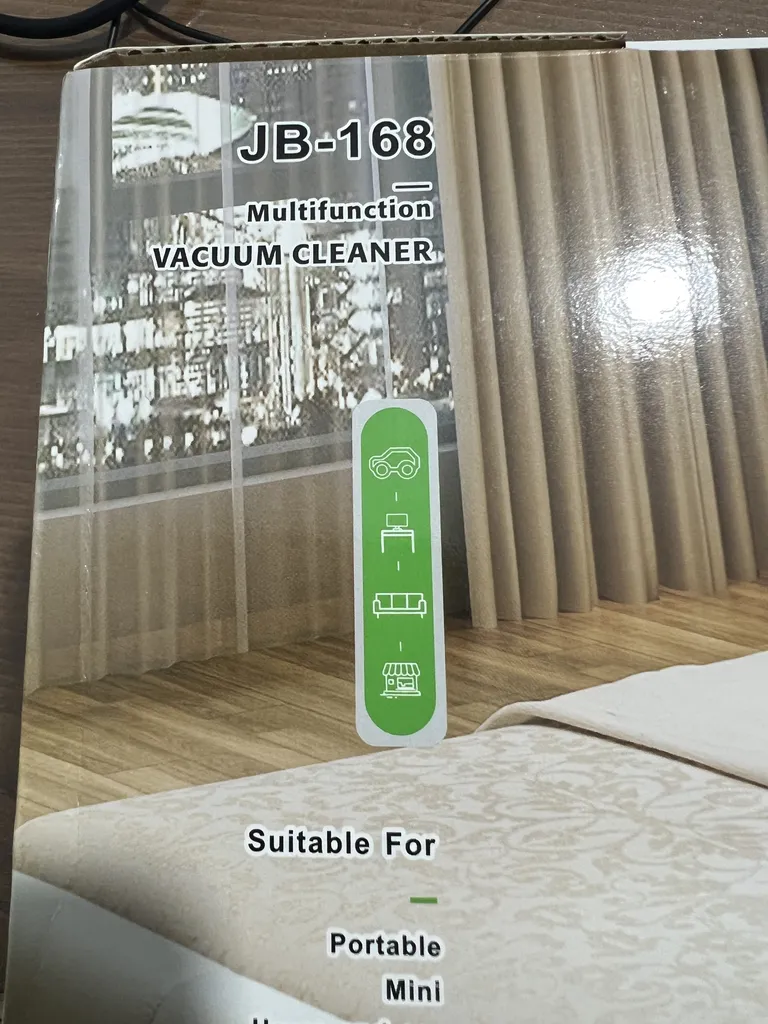 JB-168
Multifunction
VACUUM CLEANER
Suitable For
Portable
Mini